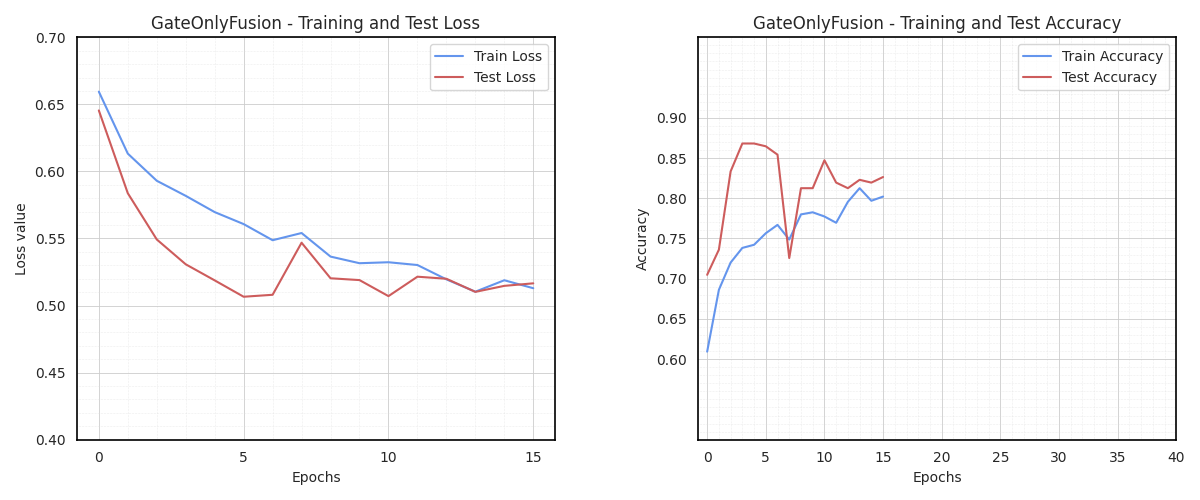 GateOnlyFusion - Training and Test Loss
Train Loss
Test Loss
Loss value
0.70
0.65
0.60
0.55
0.50
0.45
0.40
0
5
10
15
Epochs
GateOnlyFusion - Training and Test Accuracy
Train Accuracy
Test Accuracy
Accuracy
0.90
0.85
0.80
0.75
0.70
0.65
0.60
0
5
10
15
20
25
30
35
40
Epochs